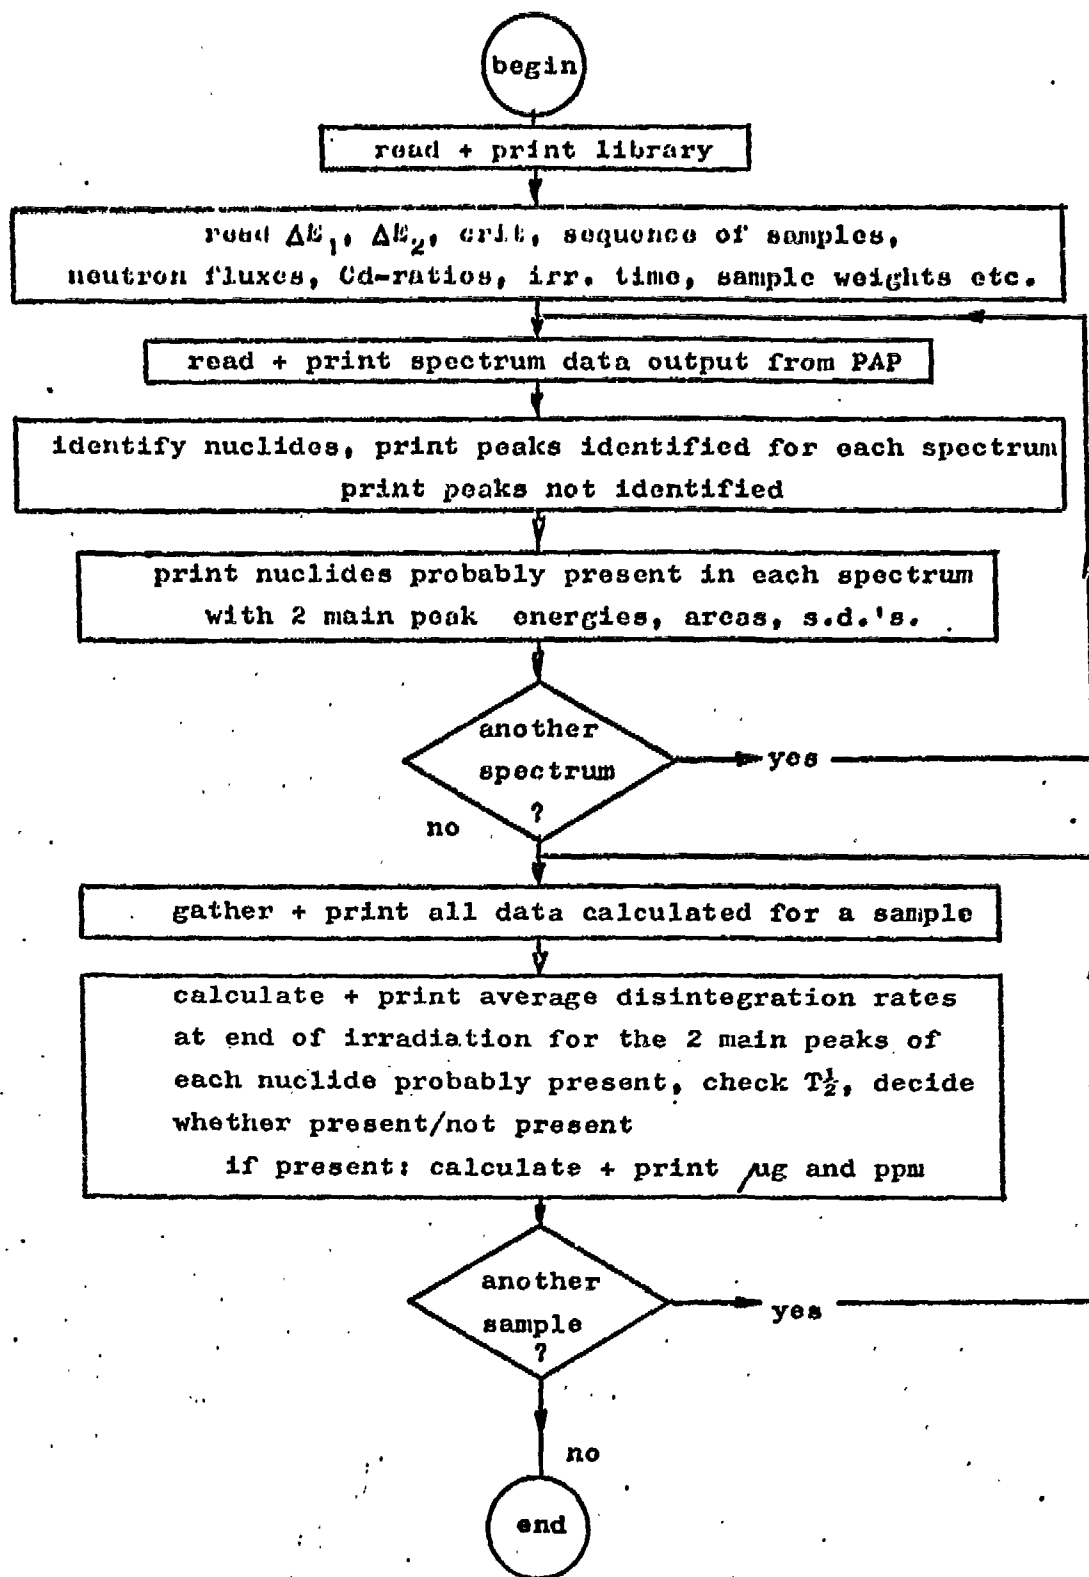 begin
read + print library
read ΔE₁, ΔE₂, crit, sequence of samples,
neutron fluxes, Cd-ratios, irr. time, sample weights etc.
read + print spectrum data output from PAP
identify nuclides, print peaks identified for each spectrum
print peaks not identified
print nuclides probably present in each spectrum
with 2 main peak energies, areas, s.d.'s.
another
spectrum
?
yes
no
gather + print all data calculated for a sample
calculate + print average disintegration rates
at end of irradiation for the 2 main peaks of
each nuclide probably present, check T½, decide
whether present/not present
if present: calculate + print μg and ppm
another
sample
?
yes
no
end